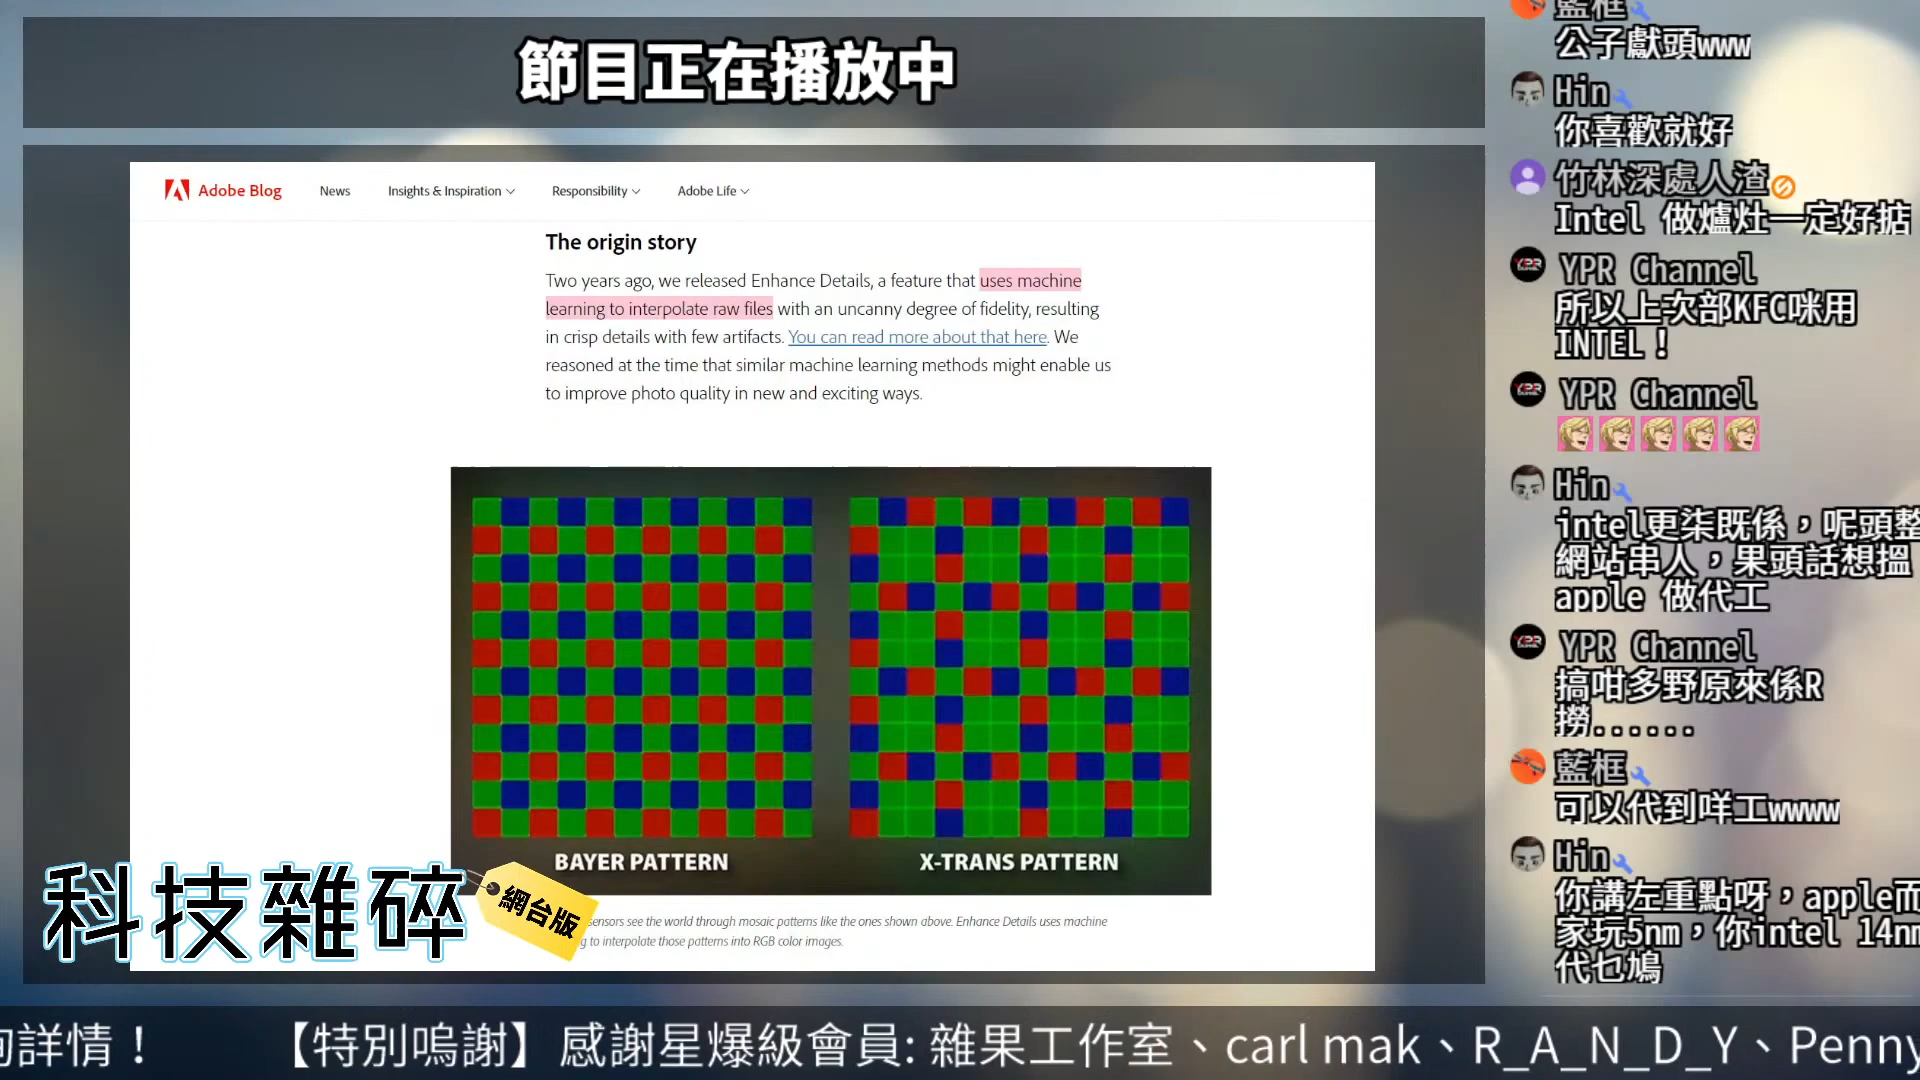 節目正在播放中
Adobe Blog
News
Insights & Inspiration
Responsibility
Adobe Life
The origin story
Two years ago, we released Enhance Details, a feature that uses machine
learning to interpolate raw files with an uncanny degree of fidelity, resulting
in crisp details with few artifacts. You can read more about that here. We
reasoned at the time that similar machine learning methods might enable us
to improve photo quality in new and exciting ways.
BAYER PATTERN
X-TRANS PATTERN
sensors see the world through mosaic patterns like the ones shown above. Enhance Details uses machine
to interpolate those patterns into RGB color images.
科技雜碎
網台版
藍框
公子獻頭www
Hin
你喜歡就好
竹林深處人渣
Intel 做爐灶一定好掂
YPR Channel
所以上次部KFC咪用
INTEL！
YPR Channel
Hin
intel更柒既係，呢頭整
網站串人，果頭話想搵
apple 做代工
YPR Channel
搞咁多野原來係R
撈......
藍框
可以代到咩工wwww
Hin
你講左重點呀，apple而
家玩5nm，你intel 14nm
代乜鳩
詳情！
【特別嗚謝】感謝星爆級會員: 雜果工作室、carl mak、R_A_N_D_Y、Penny